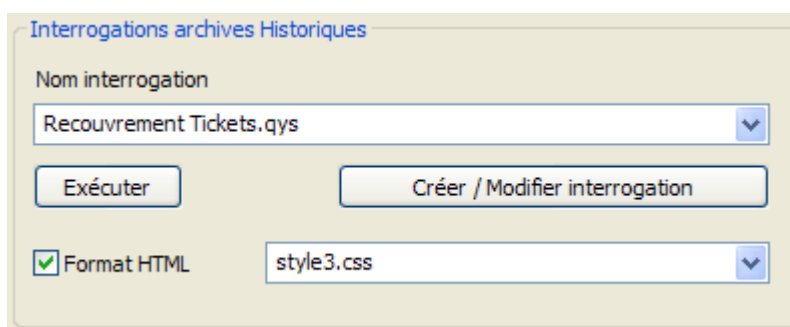 Interrogations archives Historiques
Nom interrogation
Recouvrement Tickets.qys
Exécuter
Créer / Modifier interrogation
Format HTML
style3.css